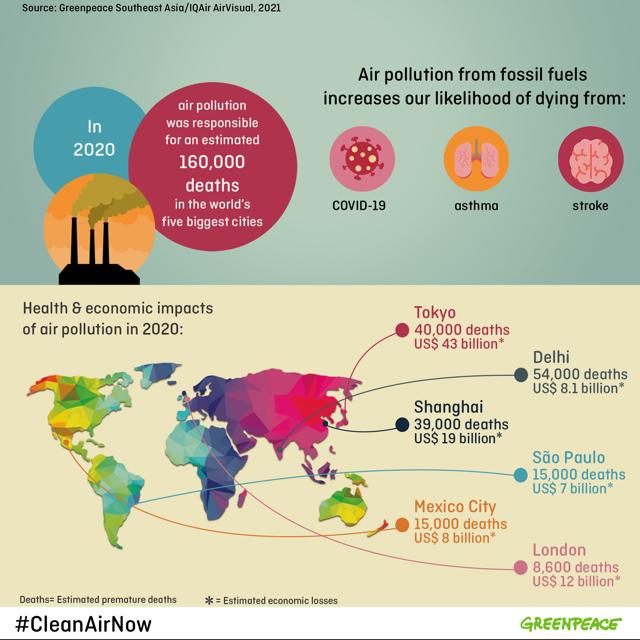 Source: Greenpeace Southeast Asia/IQAir AirVisual, 2021
In
2020
air pollution
was responsible
for an estimated
160,000
deaths
in the world's
five biggest cities
Air pollution from fossil fuels
increases our likelihood of dying from:
COVID-19
asthma
stroke
Health & economic impacts
of air pollution in 2020:
Tokyo
40,000 deaths
US$ 43 billion*
Delhi
54,000 deaths
US$ 8.1 billion*
Shanghai
39,000 deaths
US$ 19 billion*
São Paulo
15,000 deaths
US$ 7 billion*
Mexico City
15,000 deaths
US$ 8 billion*
London
8,600 deaths
US$ 12 billion*
Deaths= Estimated premature deaths
* = Estimated economic losses
#CleanAirNow
GREENPEACE